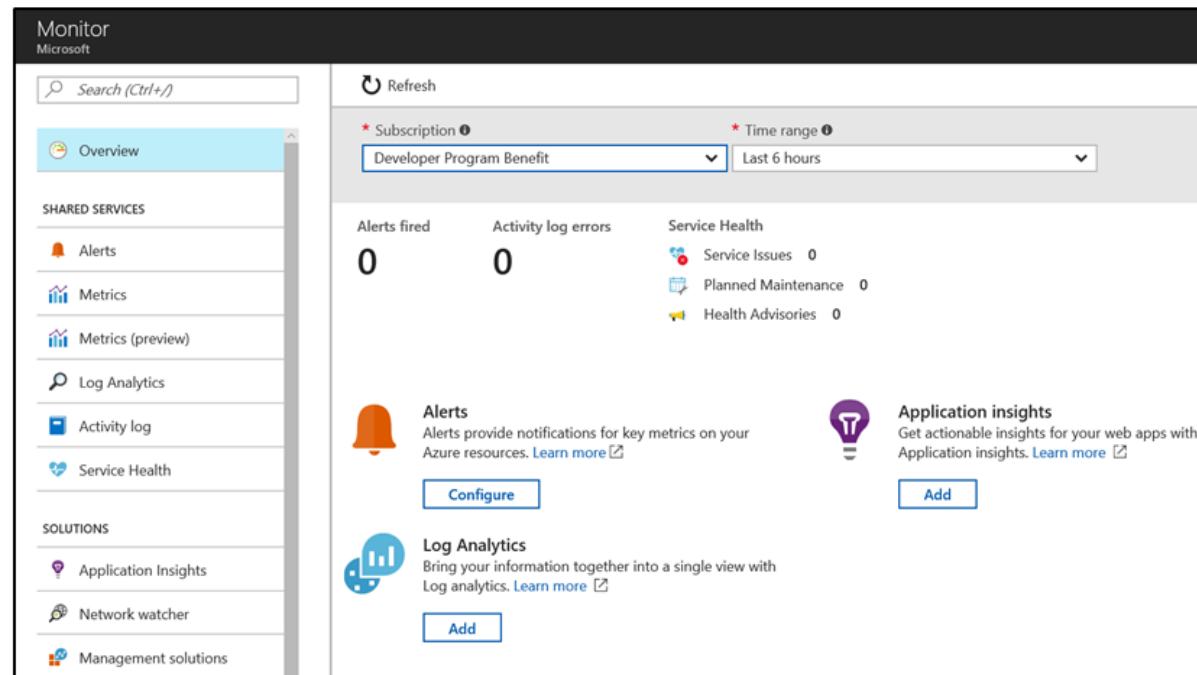 Monitor
Microsoft
Search (Ctrl+/)
Overview
SHARED SERVICES
Alerts
Metrics
Metrics (preview)
Log Analytics
Activity log
Service Health
SOLUTIONS
Application Insights
Network watcher
Management solutions
Refresh
* Subscription
* Time range
Developer Program Benefit
Last 6 hours
Alerts fired
0
Activity log errors
0
Service Health
Service Issues 0
Planned Maintenance 0
Health Advisories 0
Alerts
Alerts provide notifications for key metrics on your
Azure resources. Learn more
Configure
Application insights
Get actionable insights for your web apps with
Application insights. Learn more
Add
Log Analytics
Bring your information together into a single view with
Log analytics. Learn more
Add